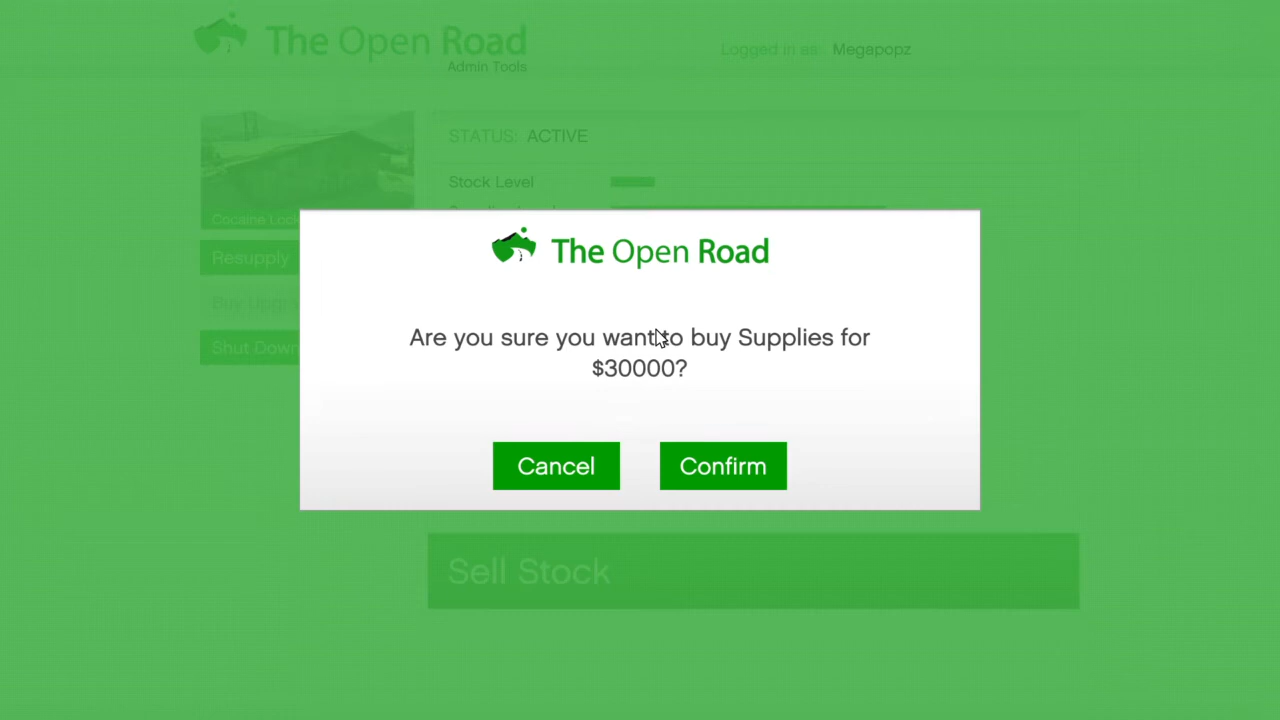 The Open Road
Admin Tools
Logged in as: Megapopz
STATUS: ACTIVE
Stock Level
Resupply
Shut Down
The Open Road
Are you sure you want to buy Supplies for
$30000?
Cancel
Confirm
Sell Stock